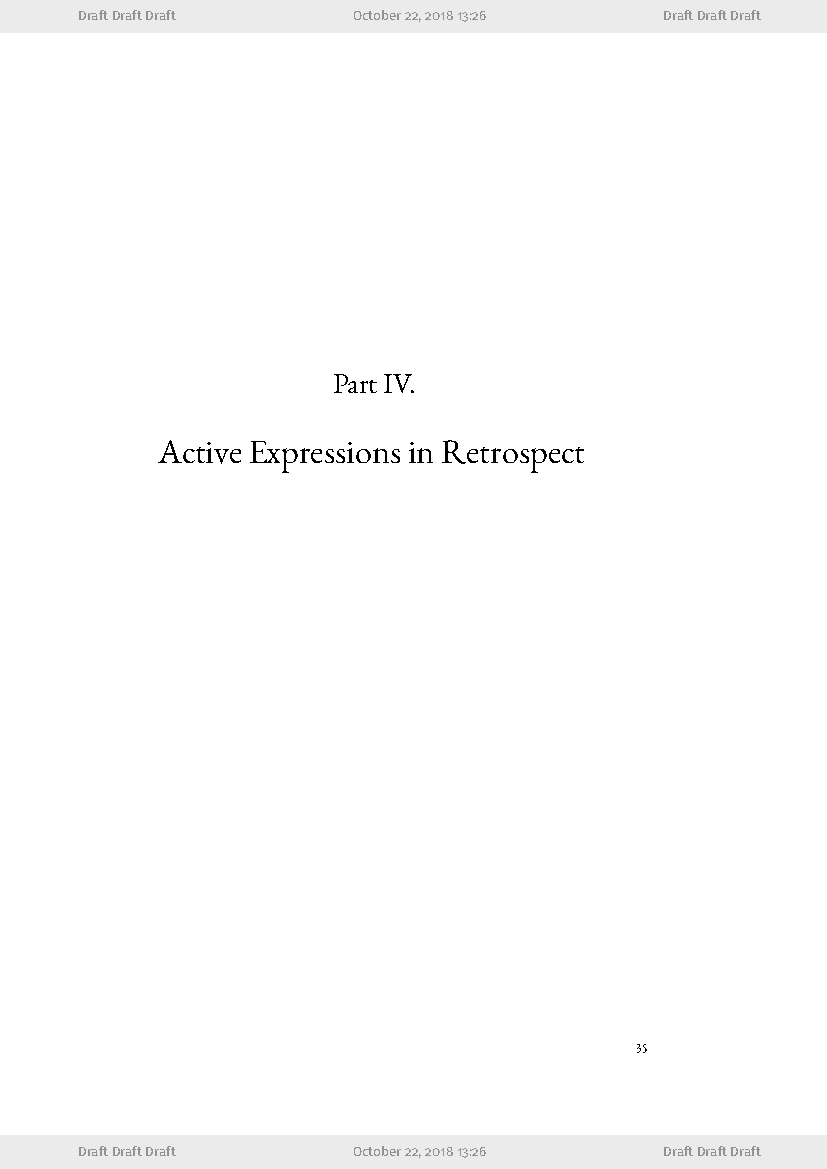 Draft Draft Draft October 22, 2018 13:26 Draft Draft Draft
Part IV.
Active Expressions in Retrospect
35
Draft Draft Draft October 22, 2018 13:26 Draft Draft Draft